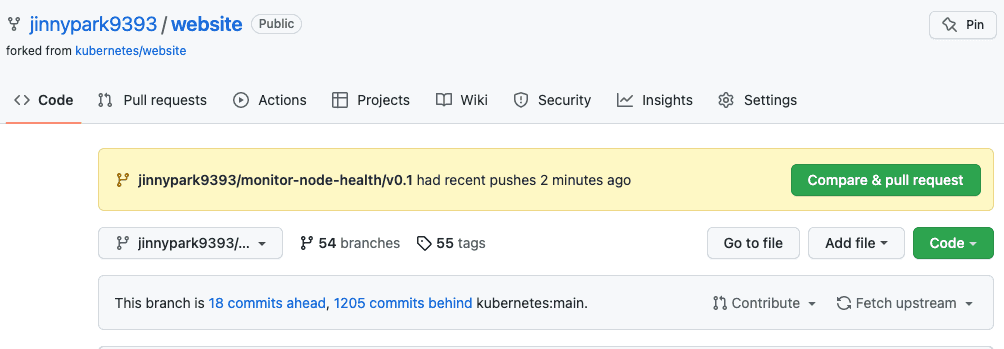 jinnypark9393 / website Public Pin
forked from kubernetes/website
Code Pull requests Actions Projects Wiki Security Insights Settings
jinnypark9393/monitor-node-health/v0.1 had recent pushes 2 minutes ago Compare & pull request
jinnypark9393/... 54 branches 55 tags Go to file Add file Code
This branch is 18 commits ahead, 1205 commits behind kubernetes:main. Contribute Fetch upstream